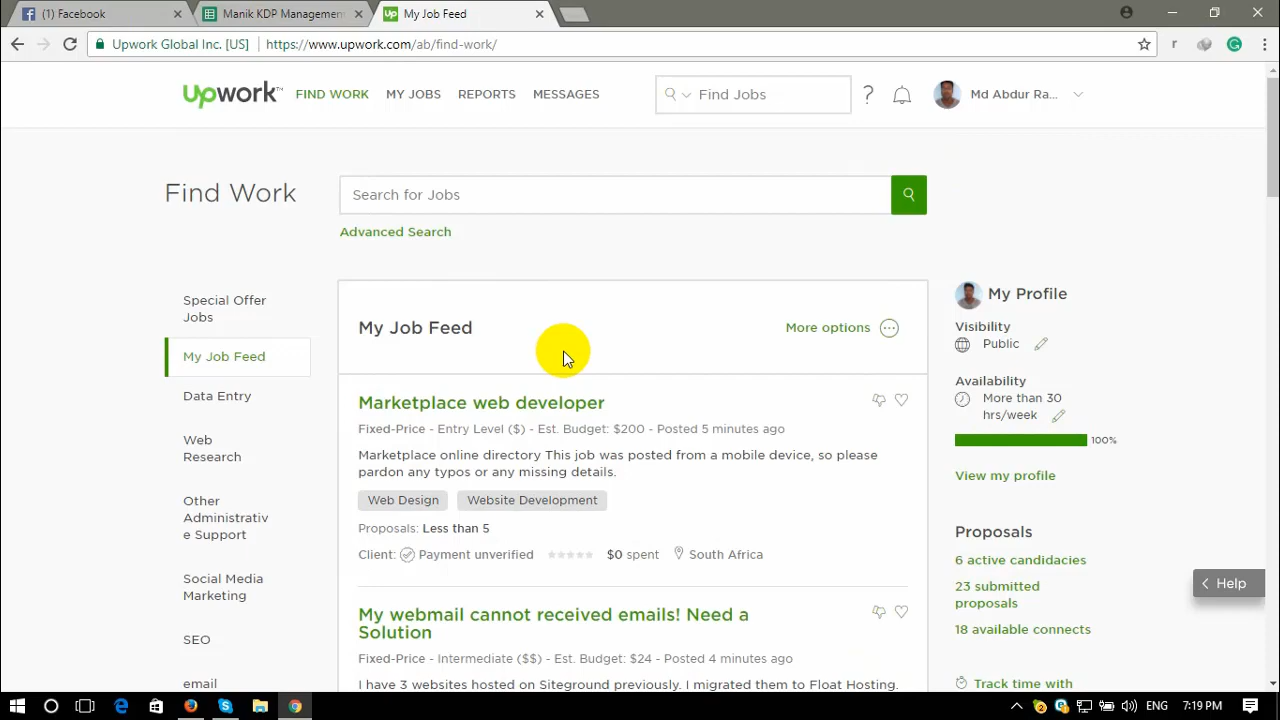 (1) Facebook
Manik KDP Managemen
My Job Feed
Upwork Global Inc. [US]
https://www.upwork.com/ab/find-work/
upwork™
FIND WORK
MY JOBS
REPORTS
MESSAGES
Find Jobs
?
Md Abdur Ra...
Find Work
Search for Jobs
Advanced Search
Special Offer
Jobs
My Job Feed
Data Entry
Web
Research
Other
Administrativ
e Support
Social Media
Marketing
SEO
email
My Job Feed
More options
Marketplace web developer
Fixed-Price - Entry Level ($) - Est. Budget: $200 - Posted 5 minutes ago
Marketplace online directory This job was posted from a mobile device, so please
pardon any typos or any missing details.
Web Design
Website Development
Proposals: Less than 5
Client: Payment unverified $0 spent South Africa
My webmail cannot received emails! Need a
Solution
Fixed-Price - Intermediate ($$) - Est. Budget: $24 - Posted 4 minutes ago
I have 3 websites hosted on Siteground previously. I migrated them to Float Hosting.
My Profile
Visibility
Public
Availability
More than 30
hrs/week
100%
View my profile
Proposals
6 active candidacies
23 submitted
proposals
18 available connects
Track time with
Help
ENG
7:19 PM